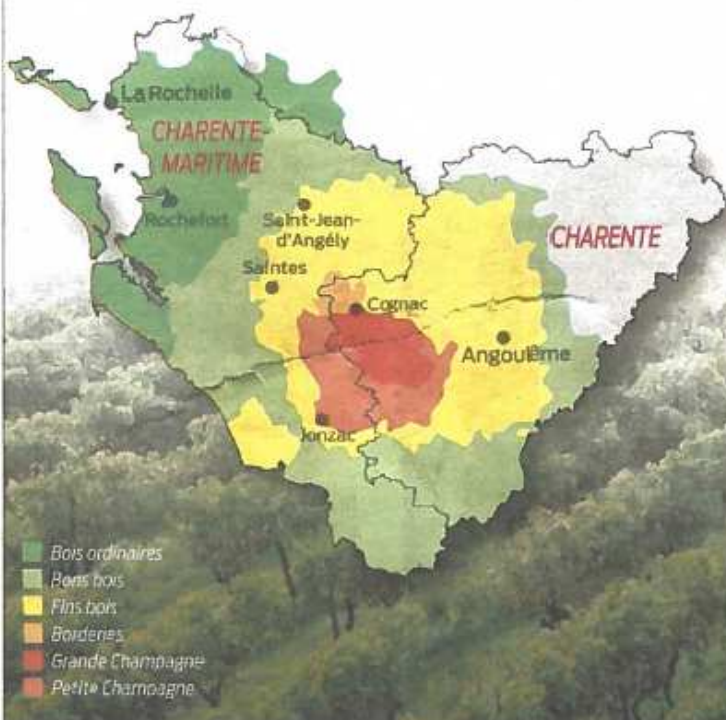 La Rochelle
CHARENTE-
MARITIME
Rochefort
Saint-Jean-
d'Angély
Saintes
Cognac
CHARENTE
Angoulême
Jonzac
Bois ordinaires
Bons bois
Fins bois
Borderies
Grande Champagne
Petite Champagne